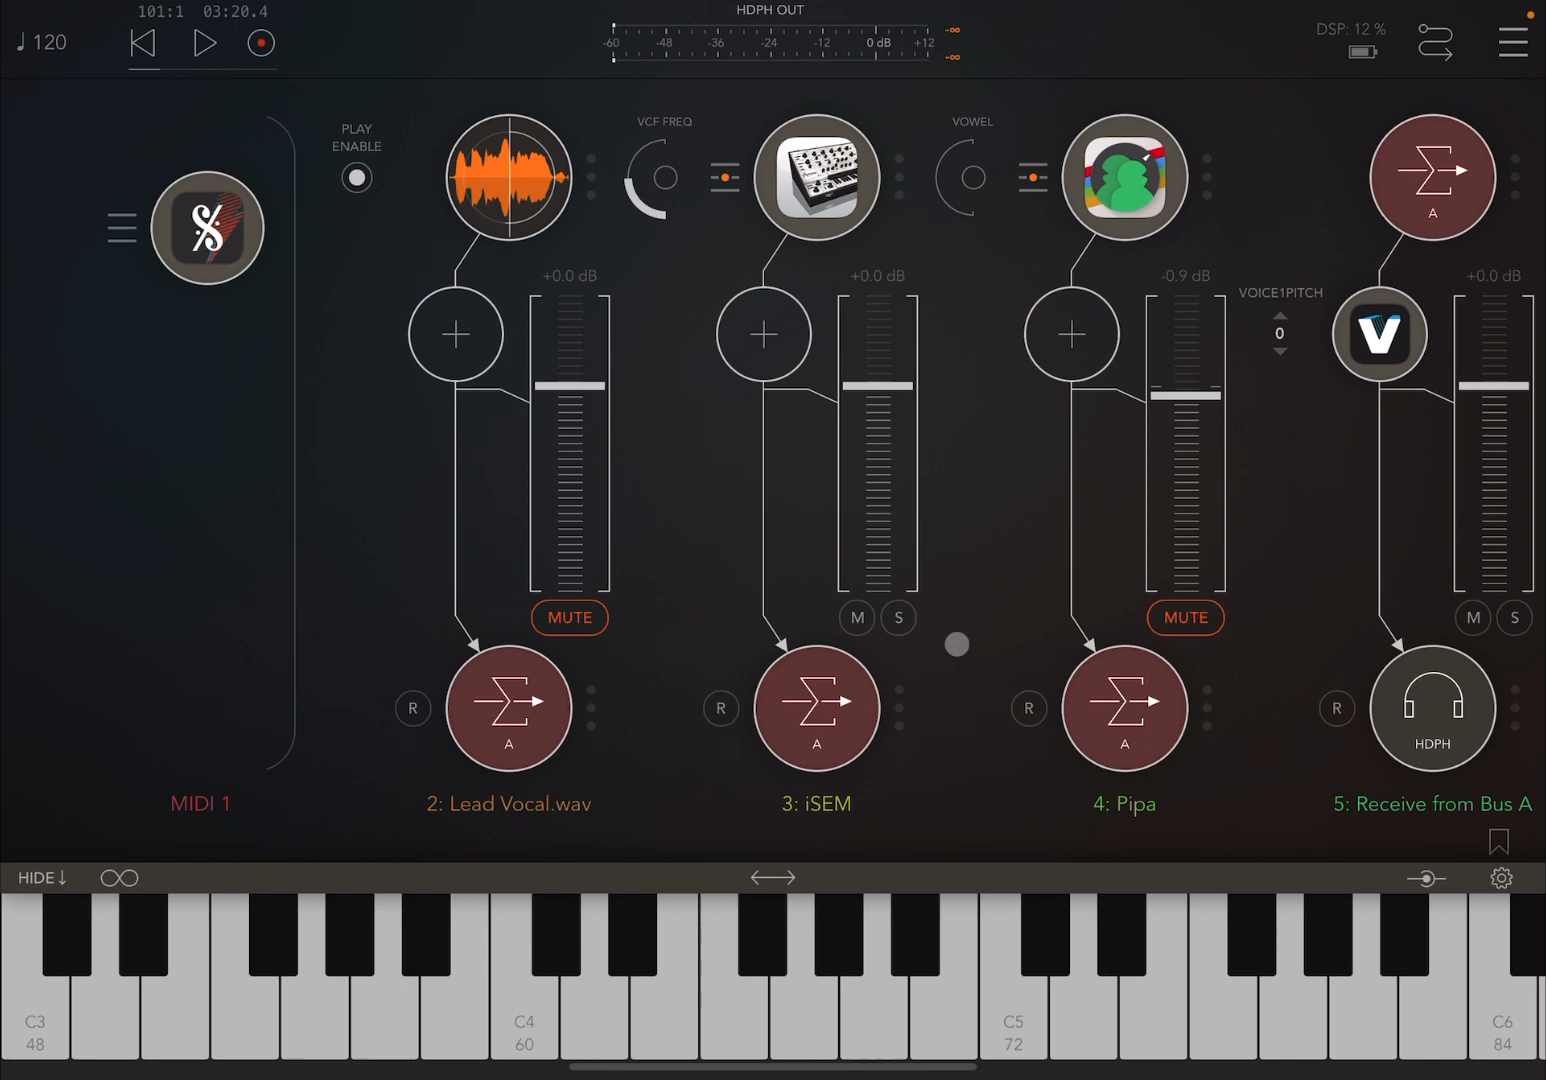 101:1 03:20.4
HDPH OUT
120
-60 -48 -36 -24 -12 0 dB +12
-∞
-∞
DSP: 12 %
PLAY
ENABLE
VCF FREQ
VOWEL
A
+0.0 dB
+0.0 dB
-0.9 dB
+0.0 dB
VOICE1PITCH
0
V
MUTE
M S
MUTE
M S
R
A
R
A
R
A
R
HDPH
MIDI 1
2: Lead Vocal.wav
3: iSEM
4: Pipa
5: Receive from Bus A
HIDE↓
C3
48
C4
60
C5
72
C6
84